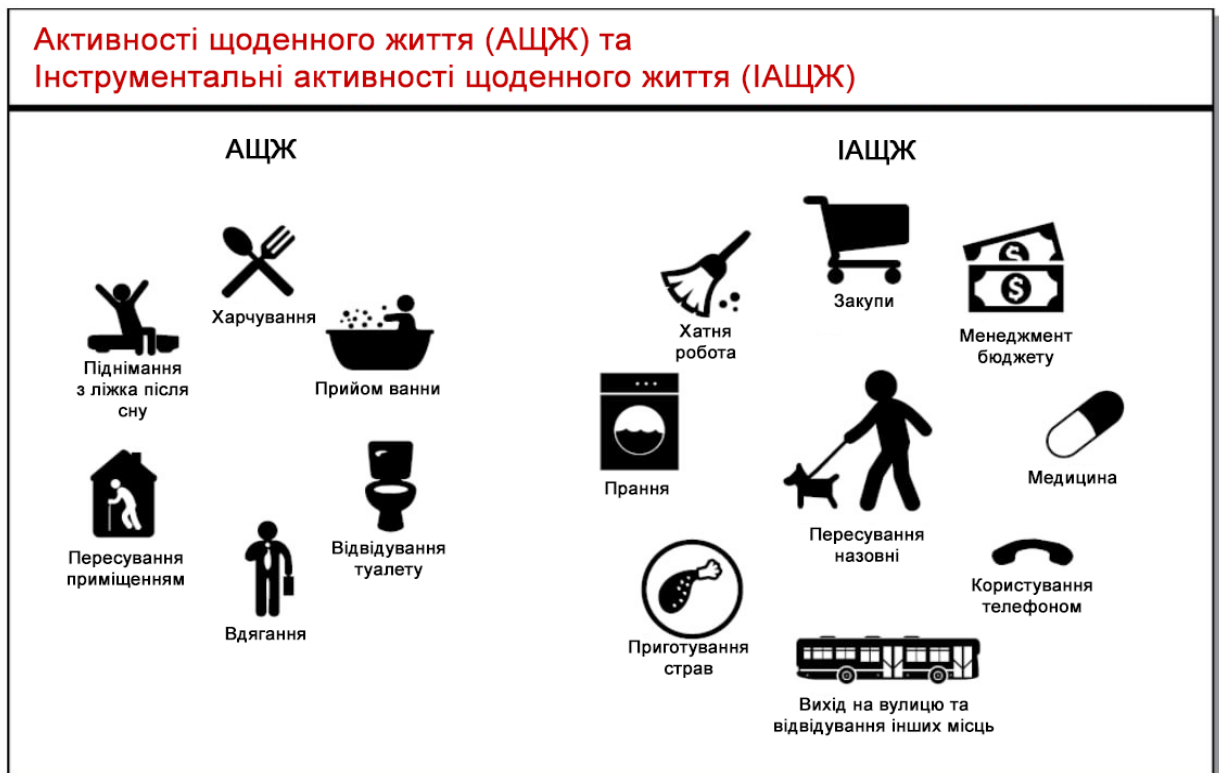 Активності щоденного життя (АЩЖ) та
Інструментальні активності щоденного життя (ІАЩЖ)
АЩЖ
Харчування
Піднімання
з ліжка після
сну
Прийом ванни
Пересування
приміщенням
Відвідування
туалету
Вдягання
ІАЩЖ
Закупи
Хатня
робота
Менеджмент
бюджету
Прання
Медицина
Пересування
назовні
Користування
телефоном
Приготування
страв
Вихід на вулицю та
відвідування інших місць